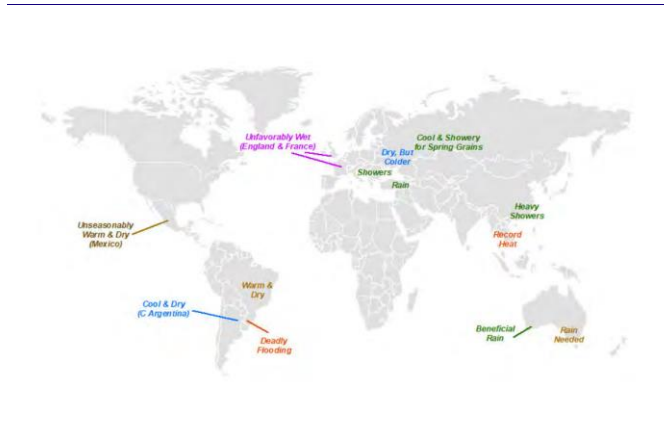 Unfavorably Wet
(England & France)
Cool & Showery
for Spring Grains
Dry, But
Colder
Showers
Rain
Heavy
Showers
Unseasonably
Warm & Dry
(Mexico)
Record
Heat
Warm &
Dry
Cool & Dry
(C Argentina)
Deadly
Flooding
Beneficial
Rain
Rain
Needed